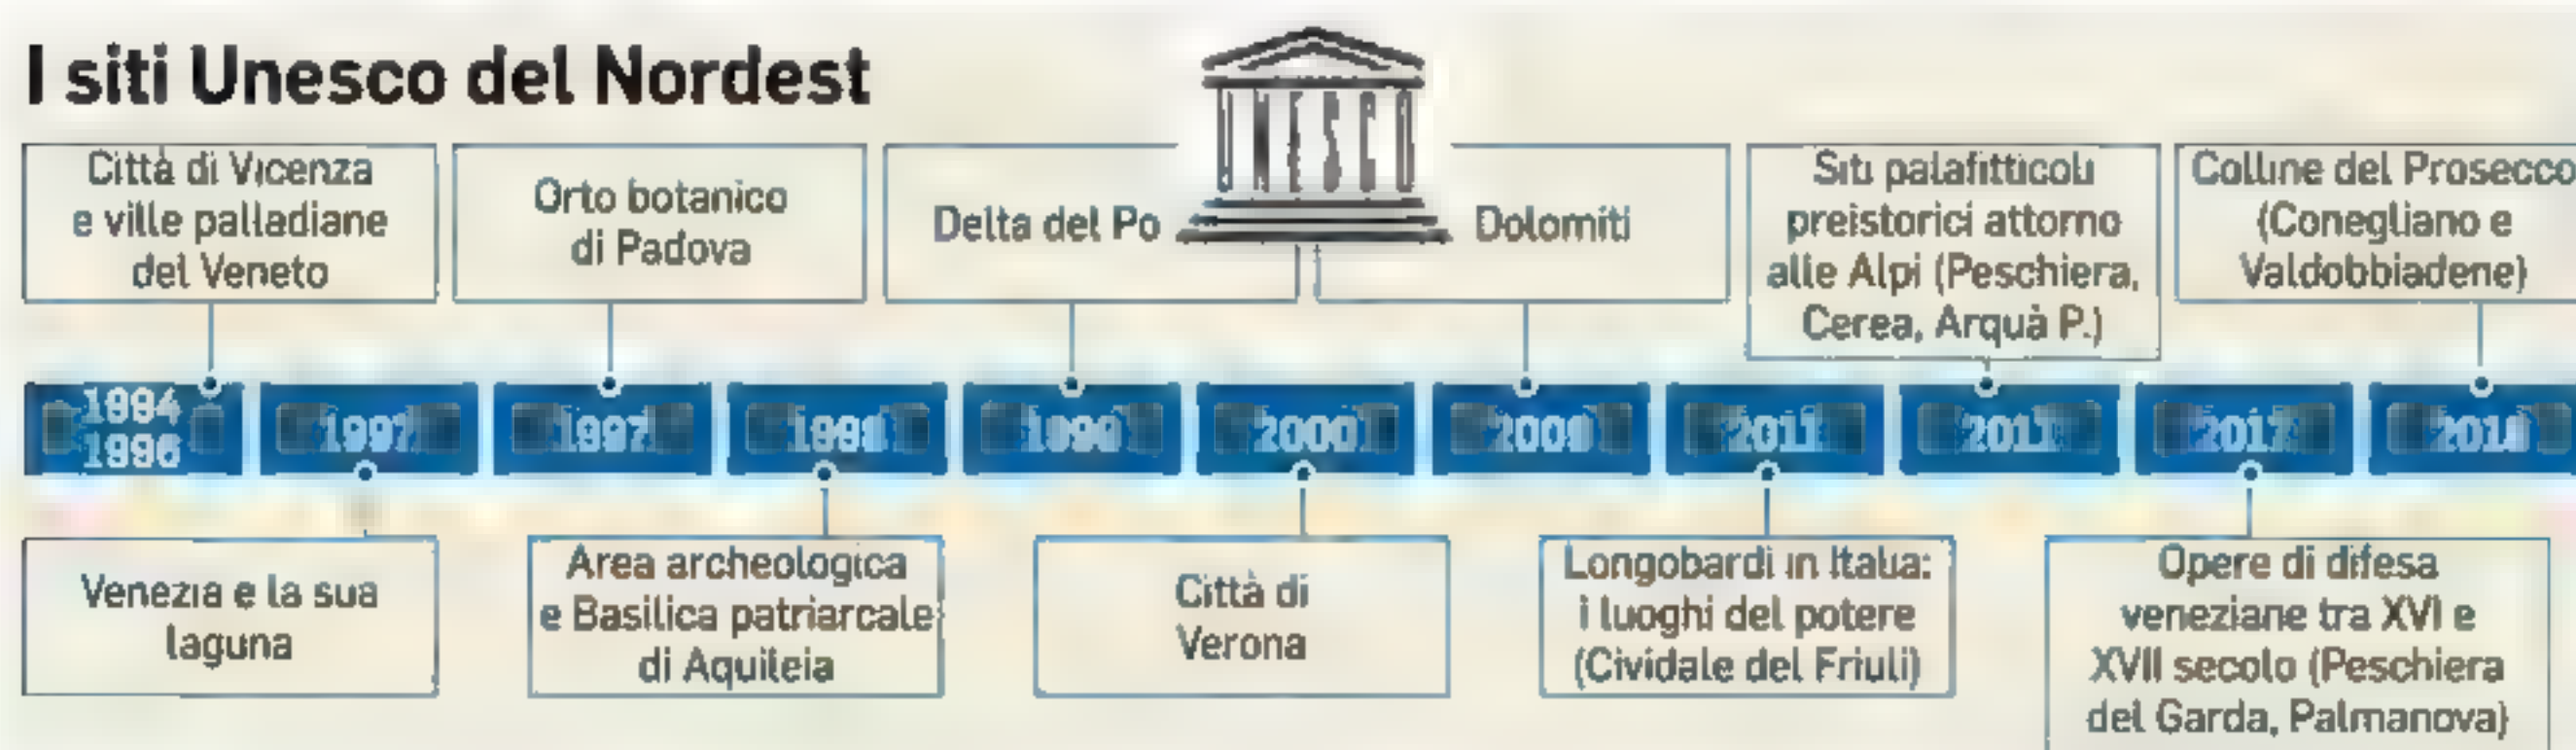 I siti Unesco del Nordest
UNESCO
Città di Vicenza
e ville palladiane
del Veneto
Orto botanico
di Padova
Delta del Po
Dolomiti
Siti palafitticoli
preistorici attorno
alle Alpi (Peschiera,
Cerea, Arquà P.)
Colline del Prosecco
(Conegliano e
Valdobbiadene)
1994
1996
1997
1997
1998
2000
2011
2011
2017
Venezia e la sua
laguna
Area archeologica
e Basilica patriarcale
di Aquileia
Città di
Verona
Longobardi in Italia:
i luoghi del potere
(Cividale del Friuli)
Opere di difesa
veneziane tra XVI e
XVII secolo (Peschiera
del Garda, Palmanova)